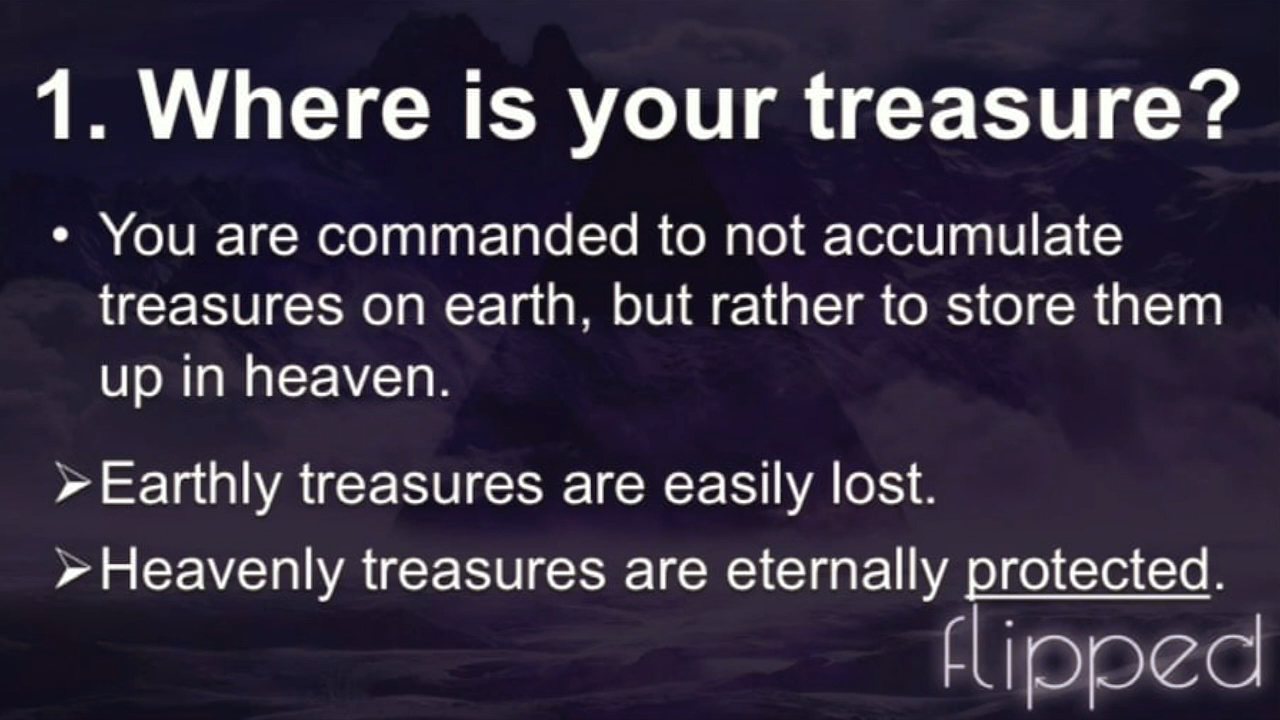 1. Where is your treasure?
• You are commanded to not accumulate
treasures on earth, but rather to store them
up in heaven.
➢Earthly treasures are easily lost.
➢Heavenly treasures are eternally protected.
flipped